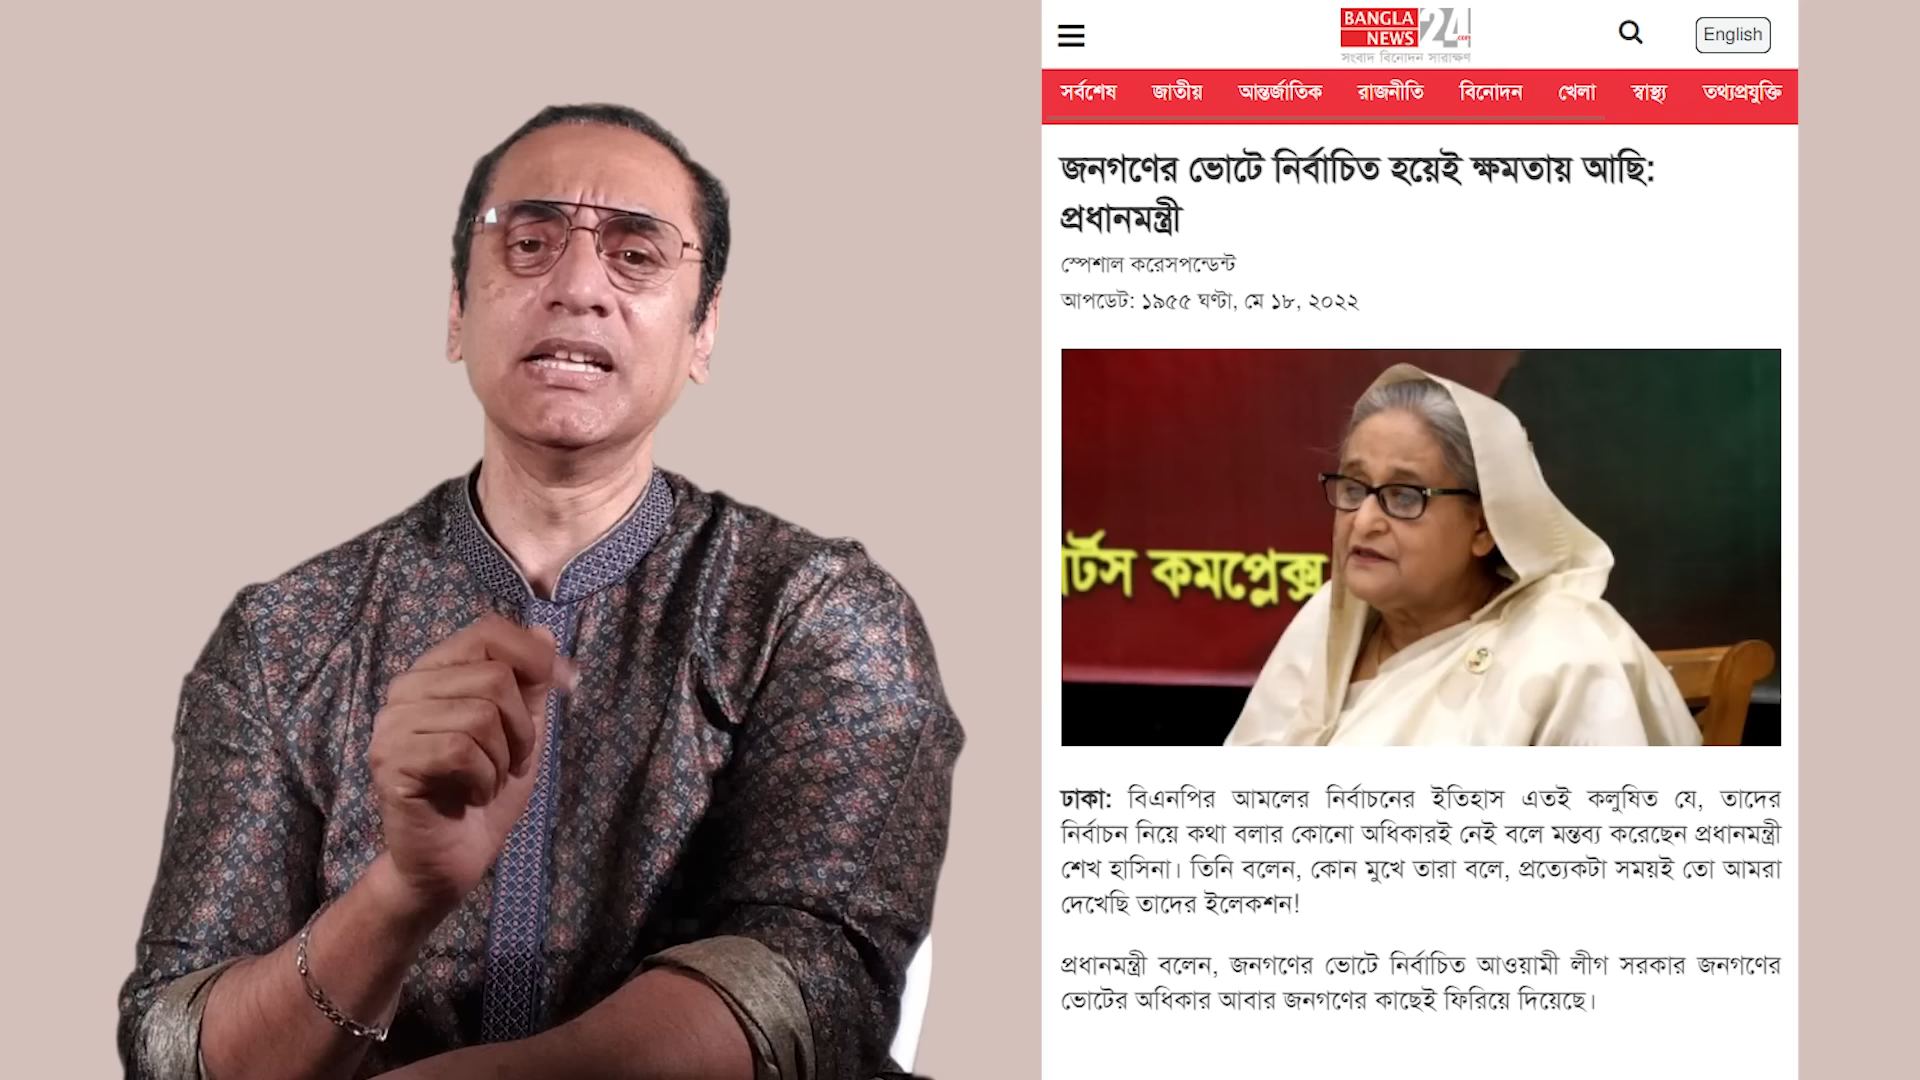 BANGLA
NEWS 24.com
সংবাদ বিনোদন সারাক্ষণ
English
সর্বশেষ জাতীয় আন্তর্জাতিক রাজনীতি বিনোদন খেলা স্বাস্থ্য তথ্যপ্রযুক্তি
জনগণের ভোটে নির্বাচিত হয়েই ক্ষমতায় আছি:
প্রধানমন্ত্রী
স্পেশাল করেসপন্ডেন্ট
আপডেট: ১৯৫৫ ঘণ্টা, মে ১৮, ২০২২
র্টস কমপ্লেক্স
ঢাকা: বিএনপির আমলের নির্বাচনের ইতিহাস এতই কলুষিত যে, তাদের
নির্বাচন নিয়ে কথা বলার কোনো অধিকারই নেই বলে মন্তব্য করেছেন প্রধানমন্ত্রী
শেখ হাসিনা। তিনি বলেন, কোন মুখে তারা বলে, প্রত্যেকটা সময়ই তো আমরা
দেখেছি তাদের ইলেকশন!
প্রধানমন্ত্রী বলেন, জনগণের ভোটে নির্বাচিত আওয়ামী লীগ সরকার জনগণের
ভোটের অধিকার আবার জনগণের কাছেই ফিরিয়ে দিয়েছে।